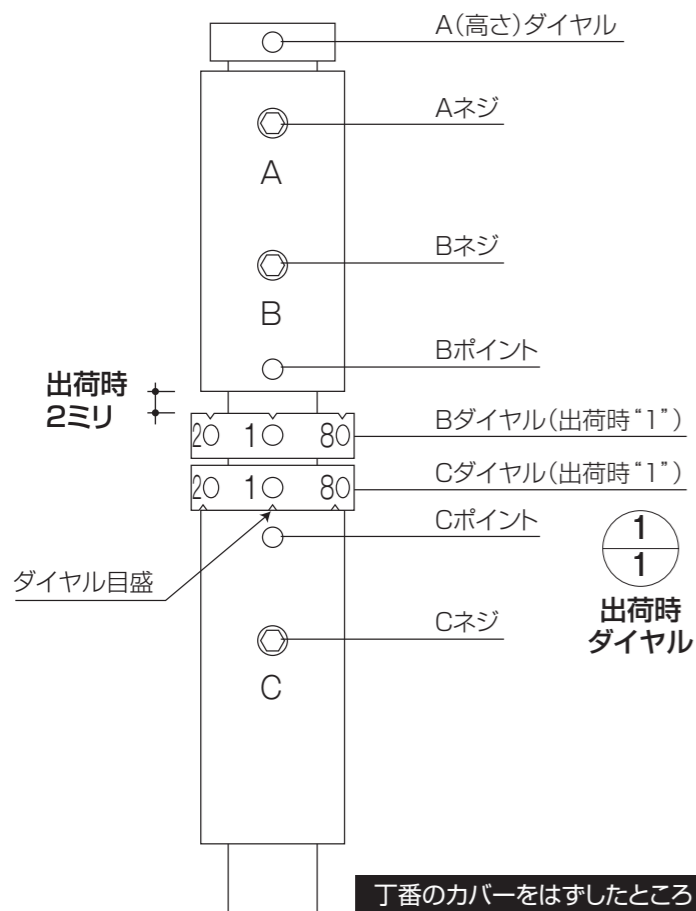 A(高さ)ダイヤル
Aネジ
A
Bネジ
B
Bポイント
出荷時
2ミリ
20 10 80
Bダイヤル(出荷時“1”)
20 10 80
Cダイヤル(出荷時“1”)
Cポイント
1
1
出荷時
ダイヤル
ダイヤル目盛
Cネジ
C
丁番のカバーをはずしたところ